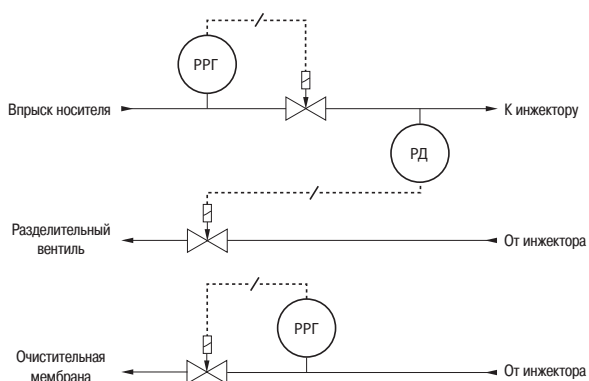 РРГ
Впрыск носителя
К инжектору
РД
Разделительный
вентиль
От инжектора
РРГ
Очистительная
мембрана
От инжектора